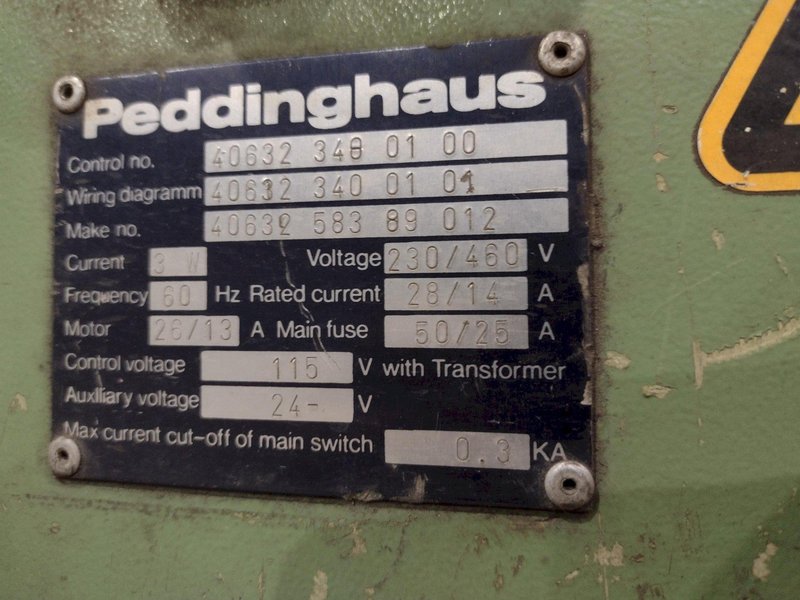 Peddinghaus
Control no. 40632 340 01 00
Wiring diagramm 40632 340 01 01
Make no. 40632 583 89 012
Current 3 W Voltage 230/460 V
Frequency 60 Hz Rated current 28/14 A
Motor 26/13 A Main fuse 50/25 A
Control voltage 115 V with Transformer
Auxlliary voltage 24- V
Max current cut-off of main switch 0.3 KA